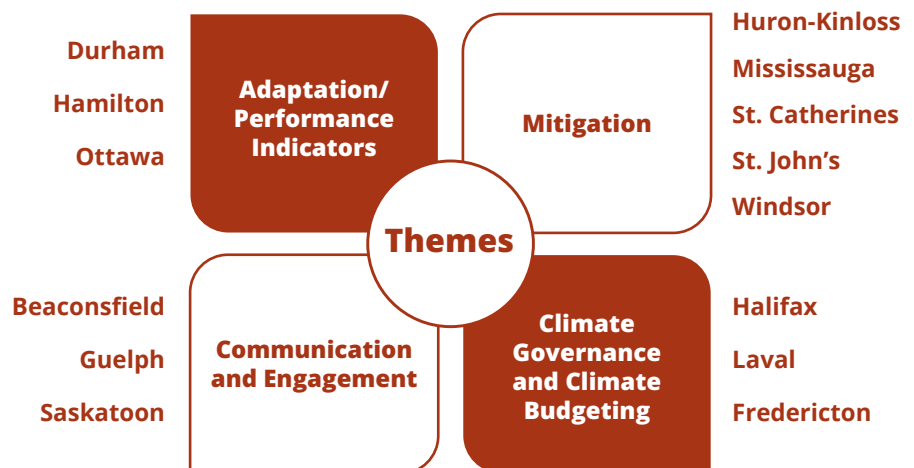 Durham
Hamilton
Ottawa
Adaptation/
Performance
Indicators
Mitigation
Huron-Kinloss
Mississauga
St. Catherines
St. John’s
Windsor
Themes
Beaconsfield
Guelph
Saskatoon
Communication
and Engagement
Climate
Governance
and Climate
Budgeting
Halifax
Laval
Fredericton